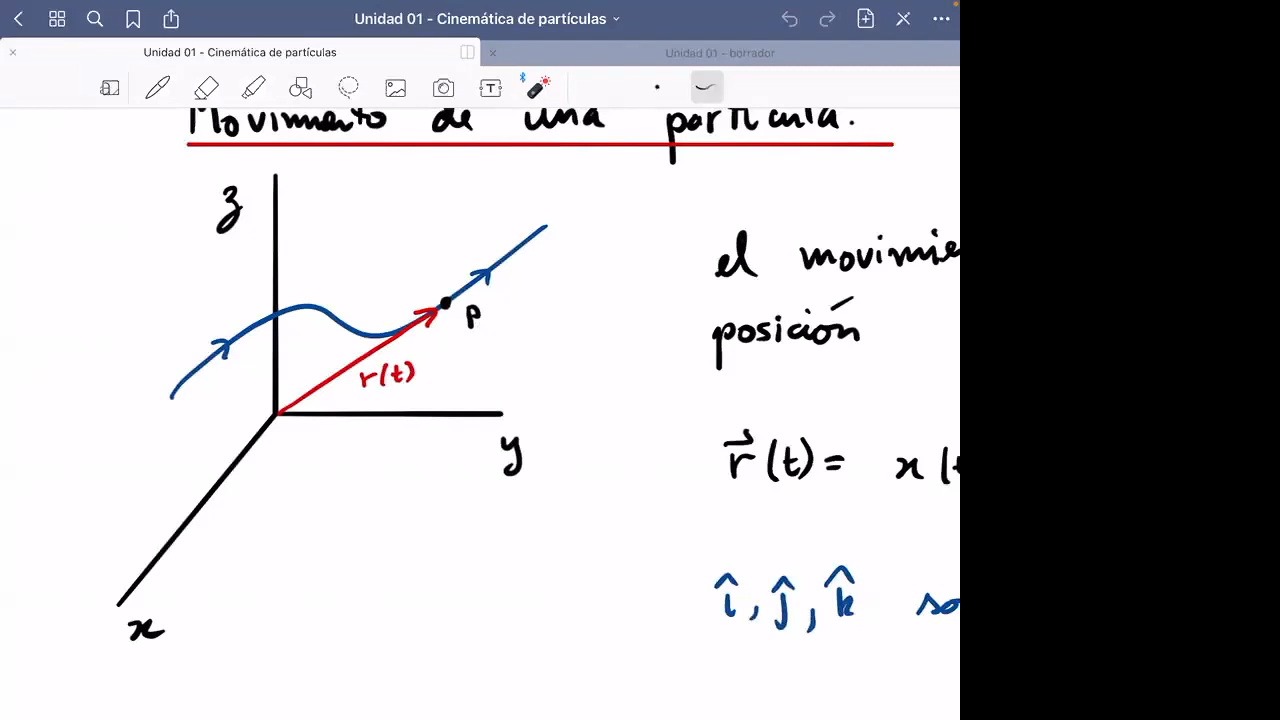 Unidad 01 - Cinemática de partículas
Unidad 01 - Cinemática de partículas
Unidad 01 - borrador
T
Movimiento de una partícula.
z
el movimie
P
posición
r(t)
y
r(t) = x(t
î, ĵ, k̂ so
x